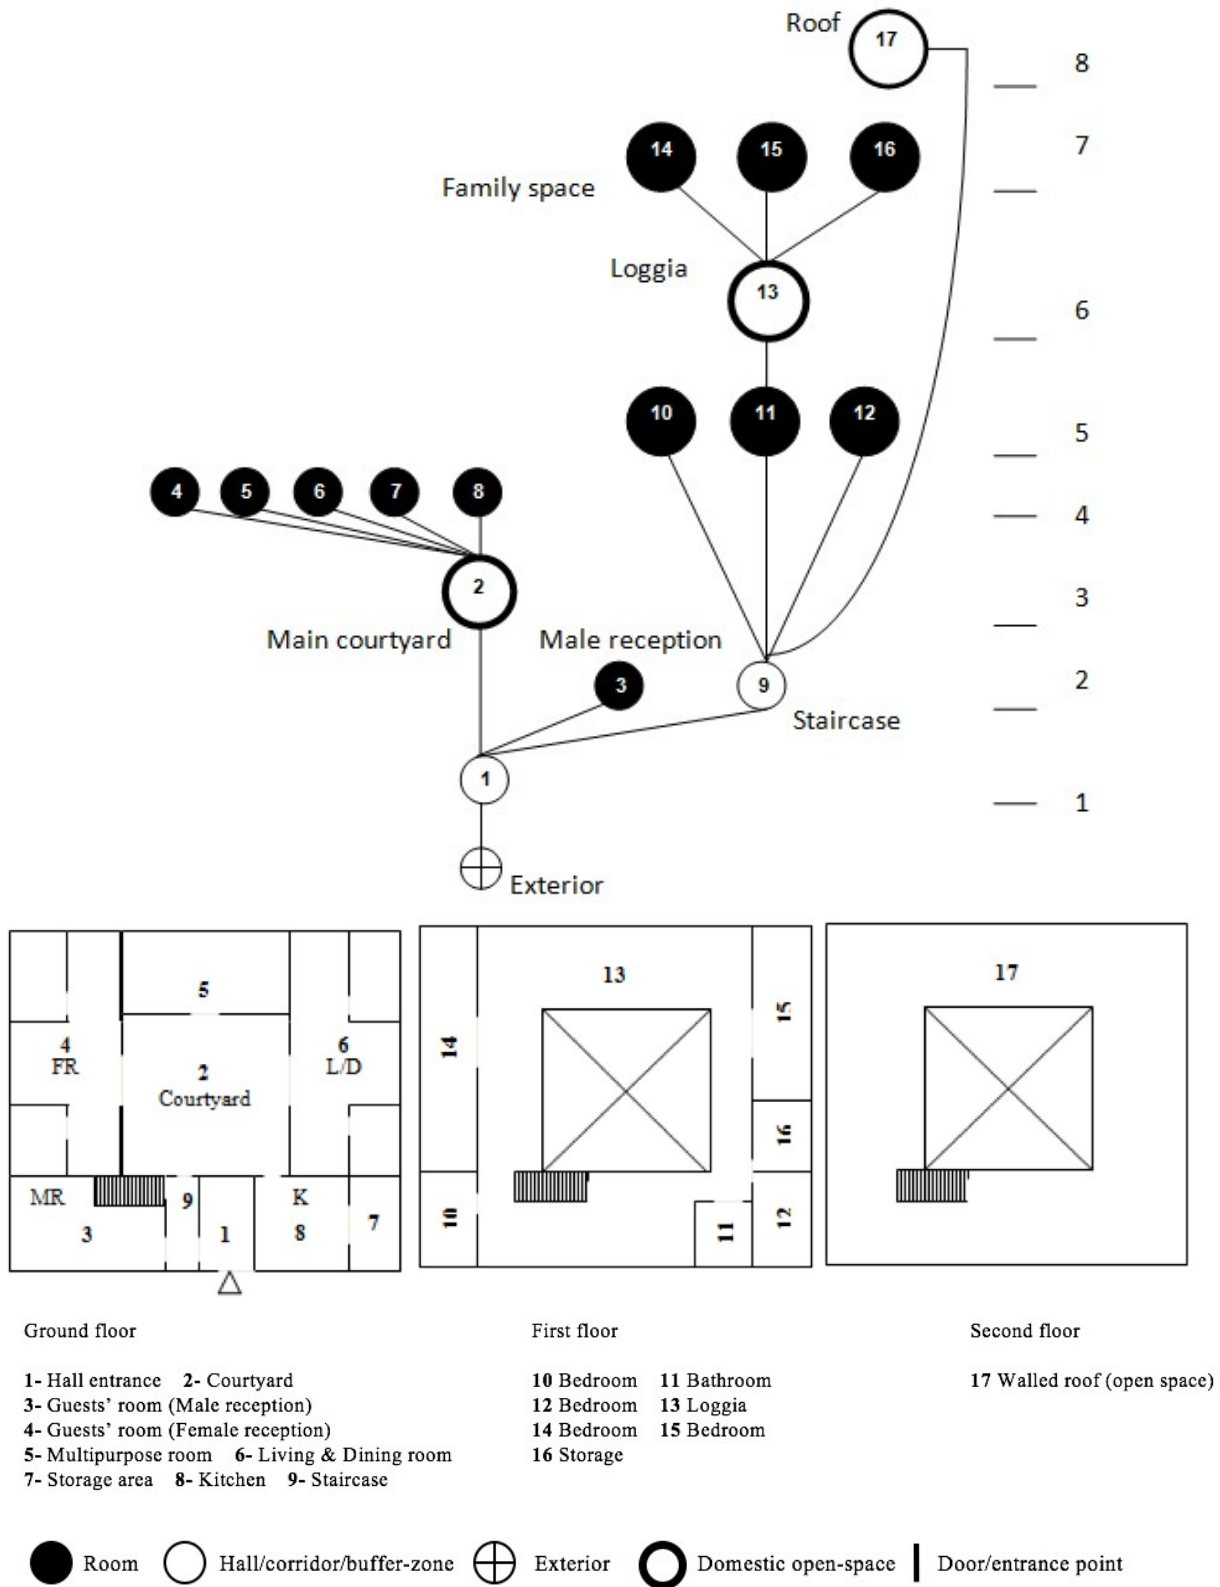 Roof
17
8
14
15
16
7
Family space
Loggia
13
6
10
11
12
5
4
5
6
7
8
4
2
3
Main courtyard
Male reception
3
9
2
Staircase
1
1
Exterior
5
4
FR
2
Courtyard
6
L/D
MR
3
9
1
K
8
7
13
14
15
16
10
11
12
17
Ground floor
1- Hall entrance 2- Courtyard
3- Guests' room (Male reception)
4- Guests' room (Female reception)
5- Multipurpose room 6- Living & Dining room
7- Storage area 8- Kitchen 9- Staircase
First floor
10 Bedroom 11 Bathroom
12 Bedroom 13 Loggia
14 Bedroom 15 Bedroom
16 Storage
Second floor
17 Walled roof (open space)
Room Hall/corridor/buffer-zone Exterior Domestic open-space Door/entrance point